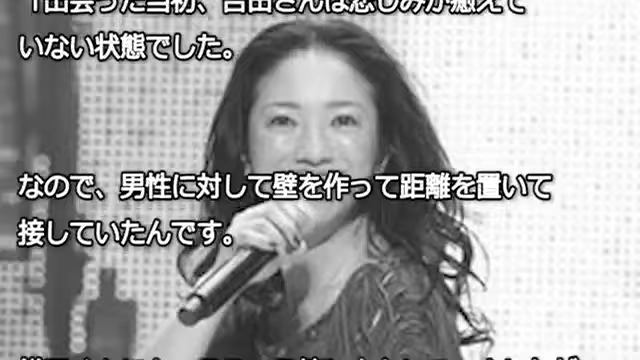 「出会った当初、吉田さんは悲しみが癒えて
いない状態でした。
なので、男性に対して壁を作って距離を置いて
接していたんです。